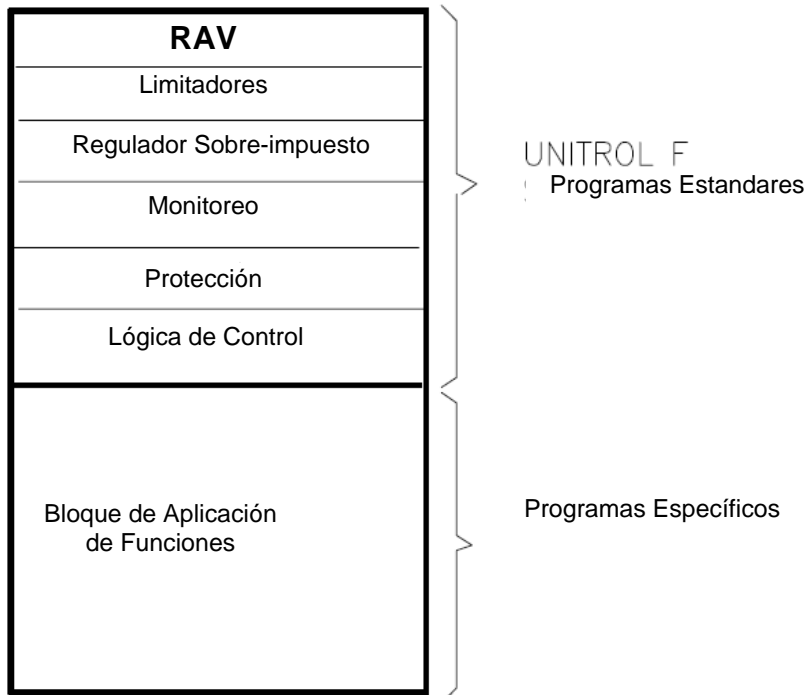 RAV
Limitadores
Regulador Sobre-impuesto
Monitoreo
Protección
Lógica de Control
UNITROL F
Programas Estandares
Bloque de Aplicación
de Funciones
Programas Específicos